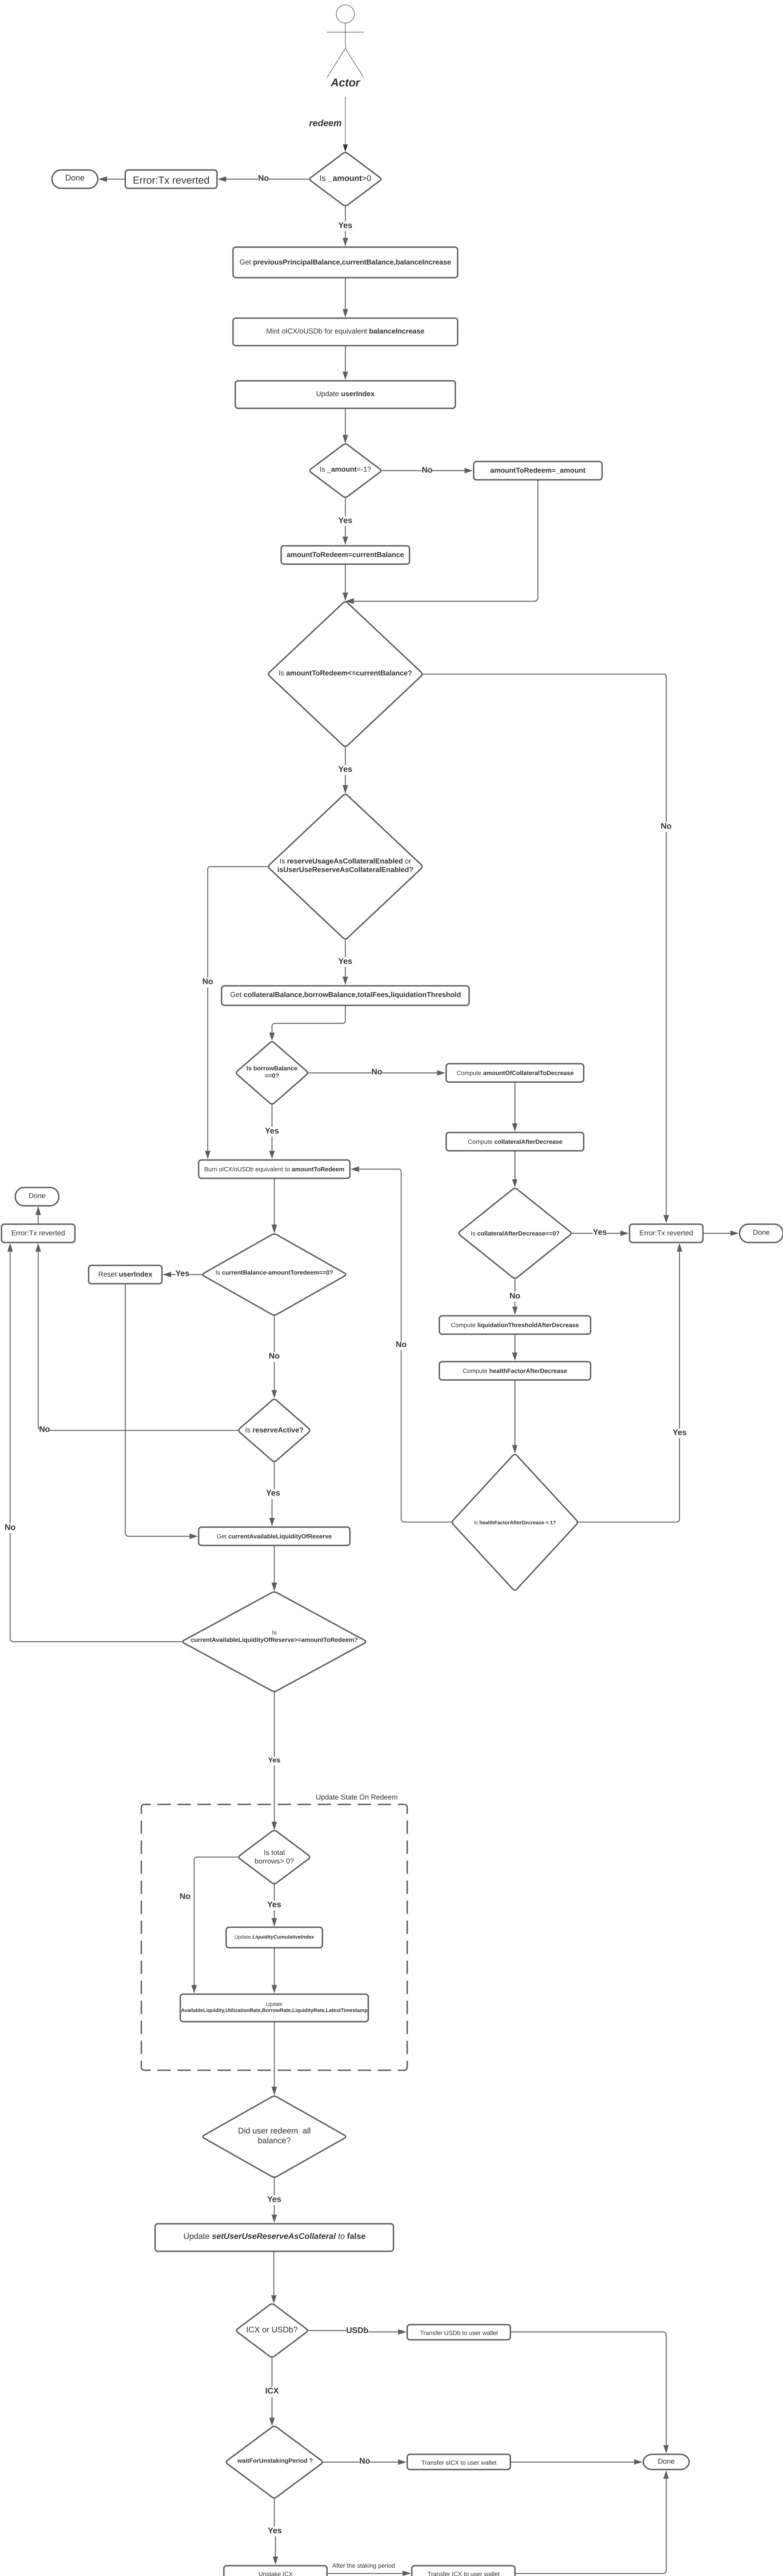 Actor
redeem
Is _amount>0
No
Error:Tx reverted
Done
Yes
Get previousPrincipalBalance,currentBalance,balanceIncrease
Mint oICX/oUSDb for equivalent balanceIncrease
Update userIndex
Is _amount=-1?
No
amountToRedeem=_amount
Yes
amountToRedeem=currentBalance
Is amountToRedeem<=currentBalance?
Yes
No
Is reserveUsageAsCollateralEnabled or
isUserUseReserveAsCollateralEnabled?
Yes
No
Get collateralBalance,borrowBalance,totalFees,liquidationThreshold
Is borrowBalance
==0?
No
Compute amountOfCollateralToDecrease
Yes
Compute collateralAfterDecrease
Burn oICX/oUSDb equivalent to amountToRedeem
Done
Error:Tx reverted
Is collateralAfterDecrease==0?
Yes
Error:Tx reverted
Done
Reset userIndex
Yes
Is currentBalance-amountToredeem==0?
No
Compute liquidationThresholdAfterDecrease
No
No
Compute healthFactorAfterDecrease
Is reserveActive?
No
Yes
Yes
Is healthFactorAfterDecrease < 1?
No
Get currentAvailableLiquidityOfReserve
Is
currentAvailableLiquidityOfReserve>=amountToRedeem?
Yes
Update State On Redeem
Is total
borrows> 0?
No
Yes
Update LiquidityCumulativeIndex
Update
AvailableLiquidity,UtilizationRate,BorrowRate,LiquidityRate,LatestTimestamp
Did user redeem  all
balance?
Yes
Update setUserUseReserveAsCollateral to false
ICX or USDb?
USDb
Transfer USDb to user wallet
ICX
waitForUnstakingPeriod ?
No
Transfer sICX to user wallet
Done
Yes
After the staking period
Unstake ICX
Transfer ICX to user wallet